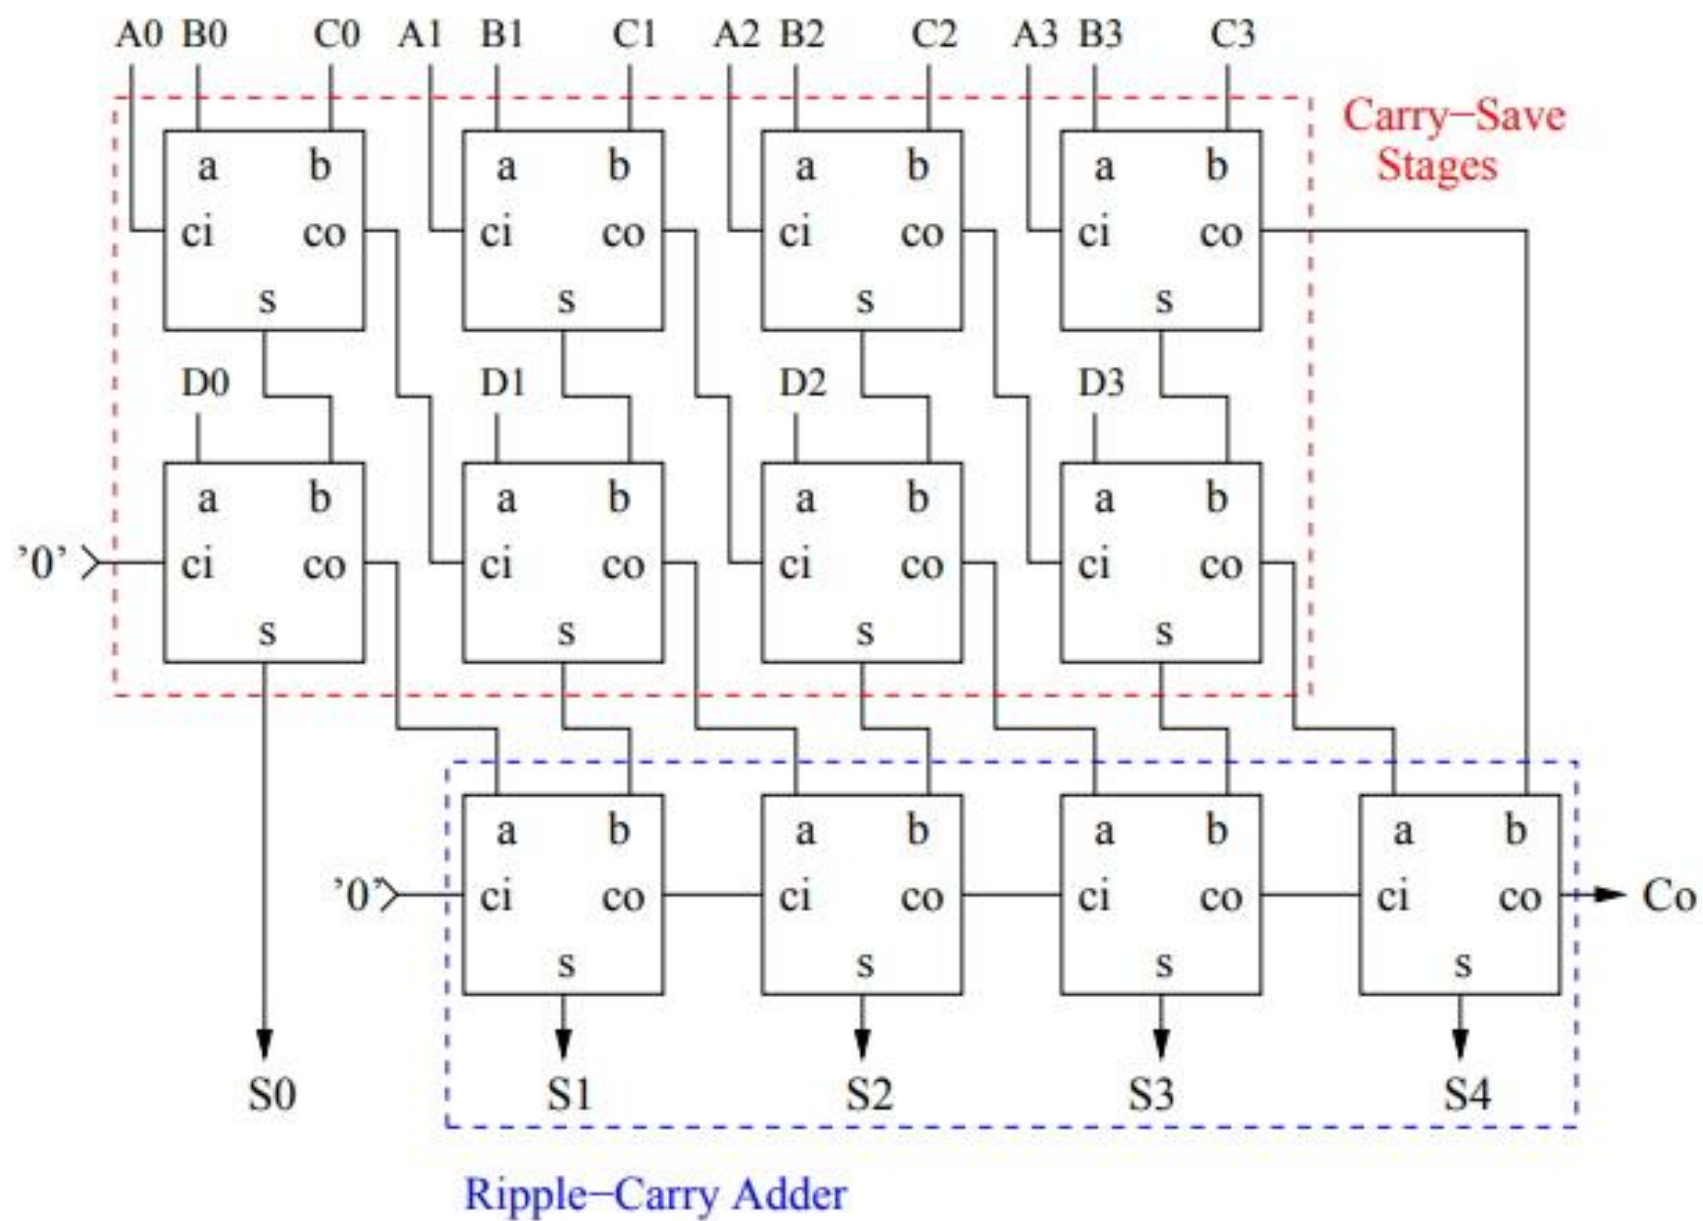 A0 B0 C0 A1 B1 C1 A2 B2 C2 A3 B3 C3
Carry−Save
Stages
a b a b a b a b
ci co ci co ci co ci co
s s s s
D0 D1 D2 D3
a b a b a b a b
’0’ ci co ci co ci co ci co
s s s s
a b a b a b a b
’0’ ci co ci co ci co ci co Co
s s s s
S0 S1 S2 S3 S4
Ripple−Carry Adder